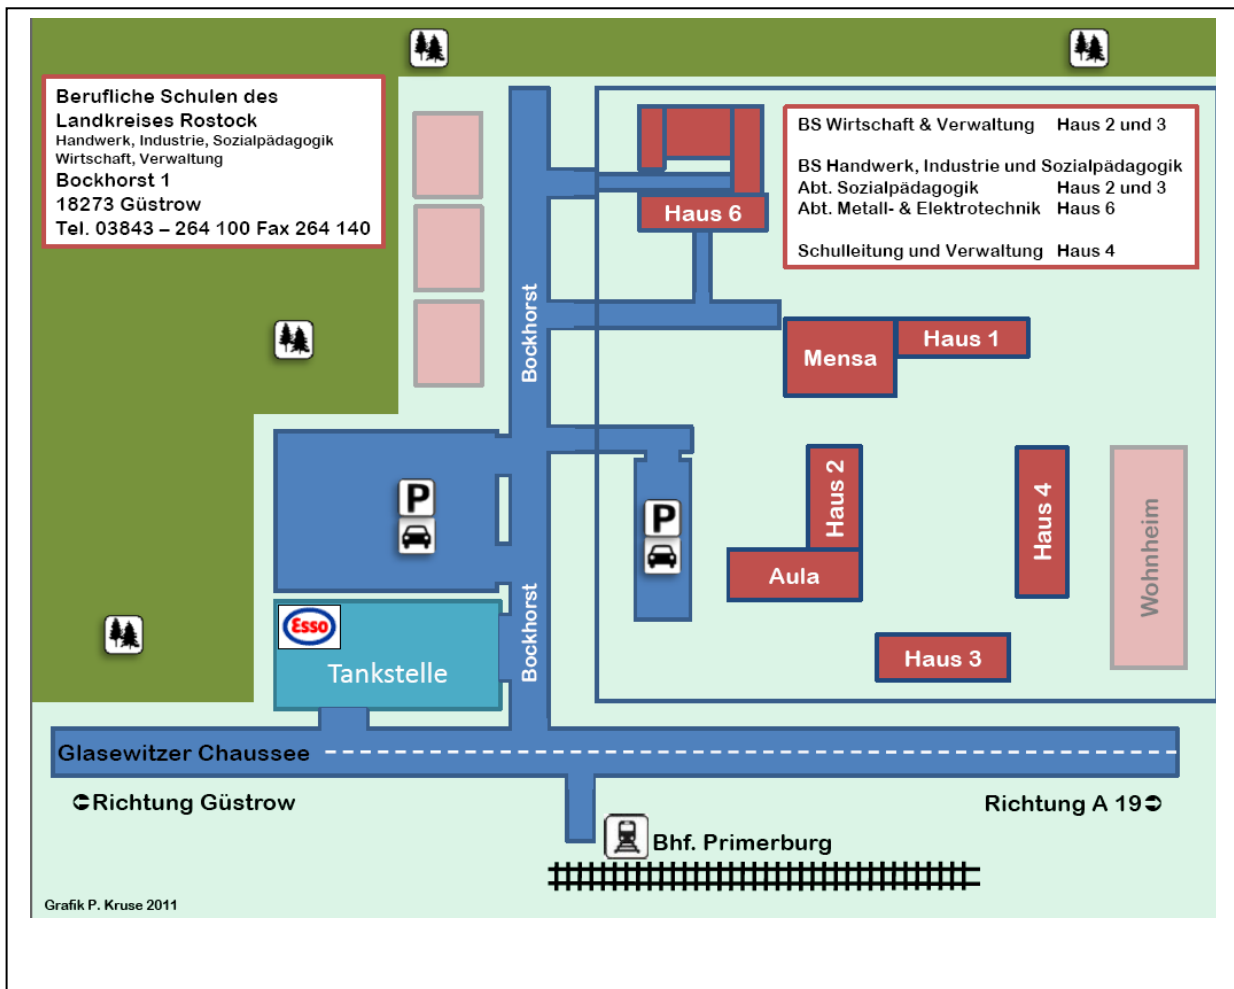 Berufliche Schulen des
Landkreises Rostock
Handwerk, Industrie, Sozialpädagogik
Wirtschaft, Verwaltung
Bockhorst 1
18273 Güstrow
Tel. 03843 – 264 100 Fax 264 140
BS Wirtschaft & Verwaltung Haus 2 und 3
BS Handwerk, Industrie und Sozialpädagogik
Abt. Sozialpädagogik Haus 2 und 3
Abt. Metall- & Elektrotechnik Haus 6
Schulleitung und Verwaltung Haus 4
Haus 6
Bockhorst
Mensa
Haus 1
P
P
Haus 2
Haus 4
Wohnheim
Aula
Esso
Tankstelle
Bockhorst
Haus 3
Glasewitzer Chaussee
Richtung Güstrow
Richtung A 19
Bhf. Primerburg
Grafik P. Kruse 2011